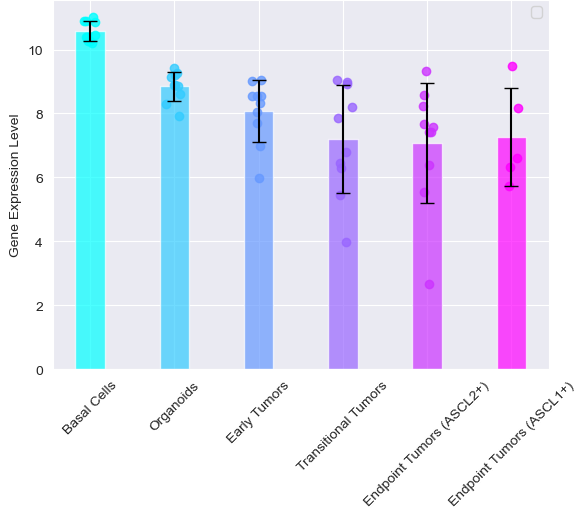 Gene Expression Level
10
8
6
4
2
0
Basal Cells
Organoids
Early Tumors
Transitional Tumors
Endpoint Tumors (ASCL2+)
Endpoint Tumors (ASCL1+)